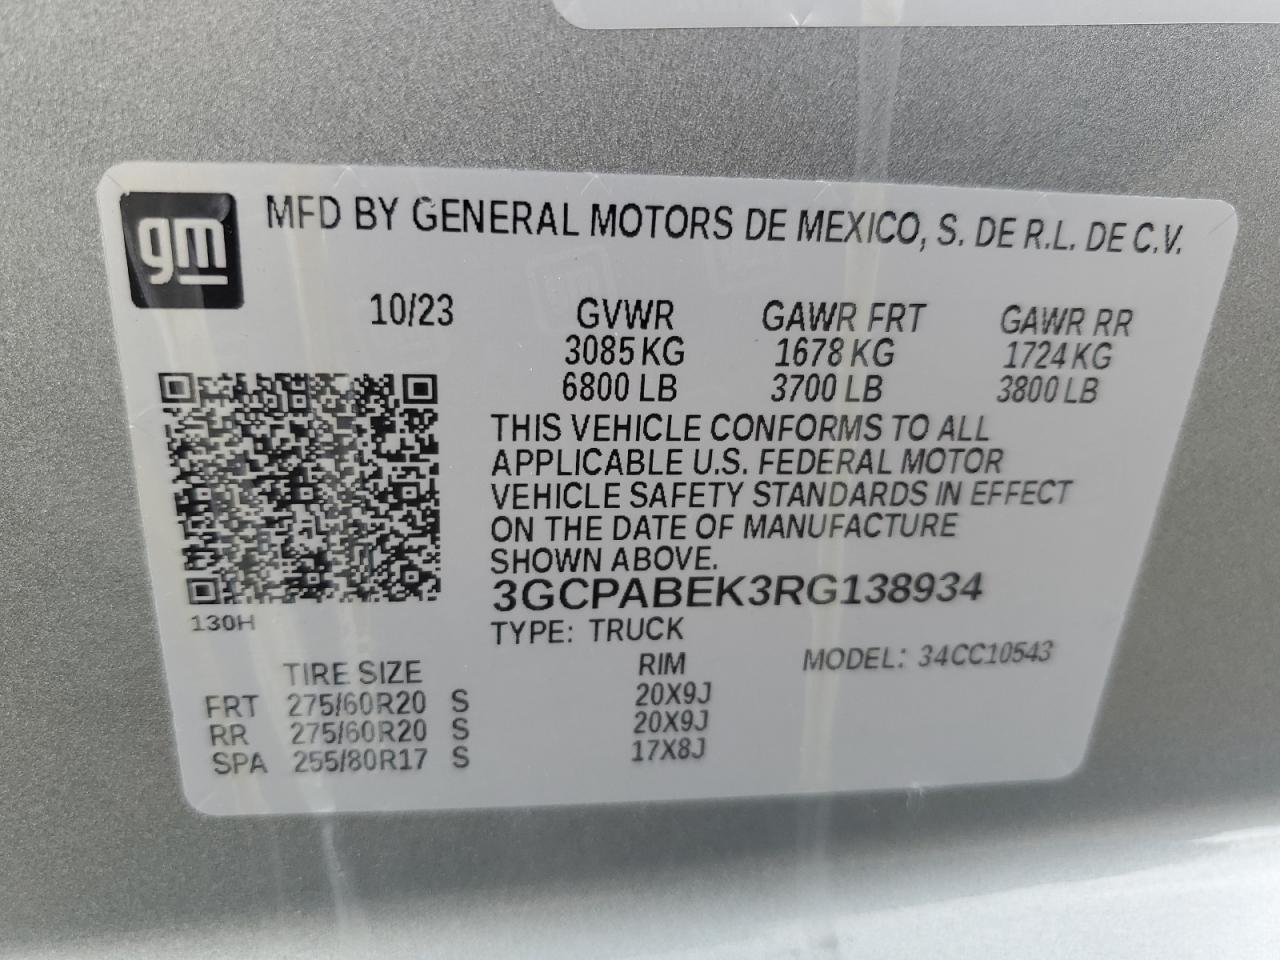 gm
MFD BY GENERAL MOTORS DE MEXICO, S. DE R.L. DE C.V.
10/23 GVWR GAWR FRT GAWR RR
3085 KG 1678 KG 1724 KG
6800 LB 3700 LB 3800 LB
THIS VEHICLE CONFORMS TO ALL
APPLICABLE U.S. FEDERAL MOTOR
VEHICLE SAFETY STANDARDS IN EFFECT
ON THE DATE OF MANUFACTURE
SHOWN ABOVE.
3GCPABEK3RG138934
130H
TYPE: TRUCK
TIRE SIZE RIM MODEL: 34CC10543
FRT 275/60R20 S 20X9J
RR 275/60R20 S 20X9J
SPA 255/80R17 S 17X8J